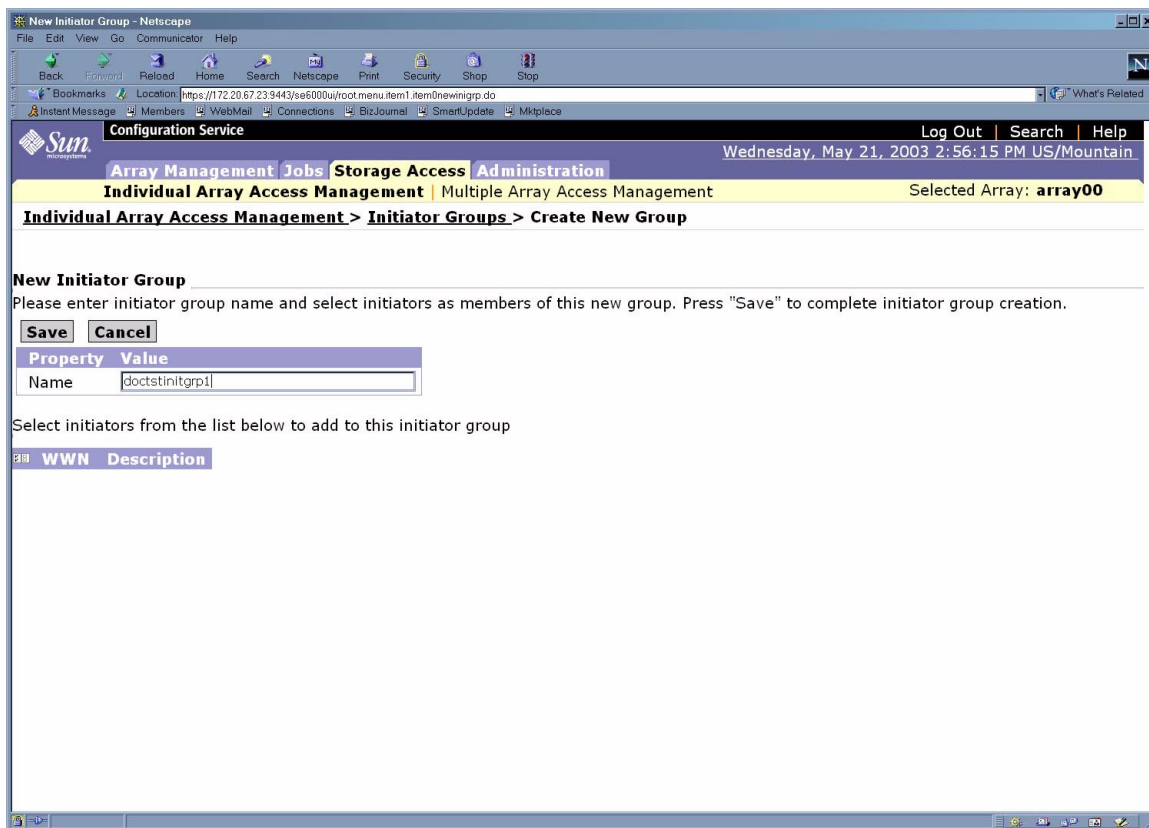 New Initiator Group - Netscape
File Edit View Go Communicator Help
Back Forward Reload Home Search Netscape Print Security Shop Stop
Bookmarks Location: https://172.20.67.23:9443/se6000ui/root.menu.item1.item0newinigrp.do What's Related
Instant Message Members WebMail Connections BizJournal SmartUpdate Mktplace
Sun microsystems
Configuration Service Log Out | Search | Help
Wednesday, May 21, 2003 2:56:15 PM US/Mountain
Array Management Jobs Storage Access Administration
Individual Array Access Management | Multiple Array Access Management Selected Array: array00
Individual Array Access Management > Initiator Groups > Create New Group
New Initiator Group
Please enter initiator group name and select initiators as members of this new group. Press "Save" to complete initiator group creation.
Save Cancel
Property Value
Name doctstinitgrp1
Select initiators from the list below to add to this initiator group
WWN Description